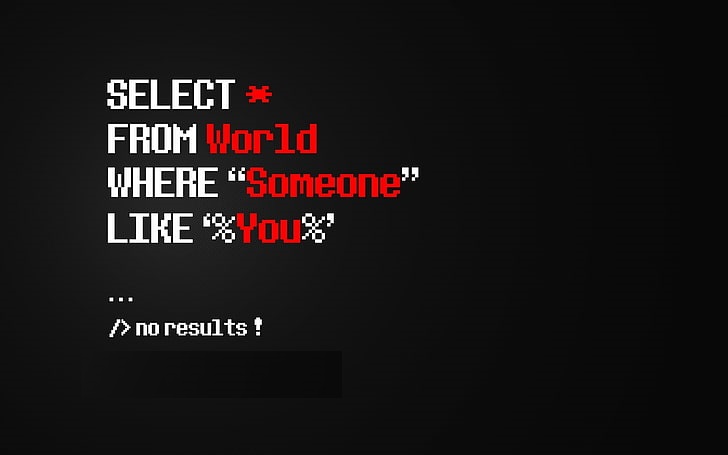 SELECT *
FROM World
WHERE “Someone”
LIKE ‘%You%’
...
/> no results !